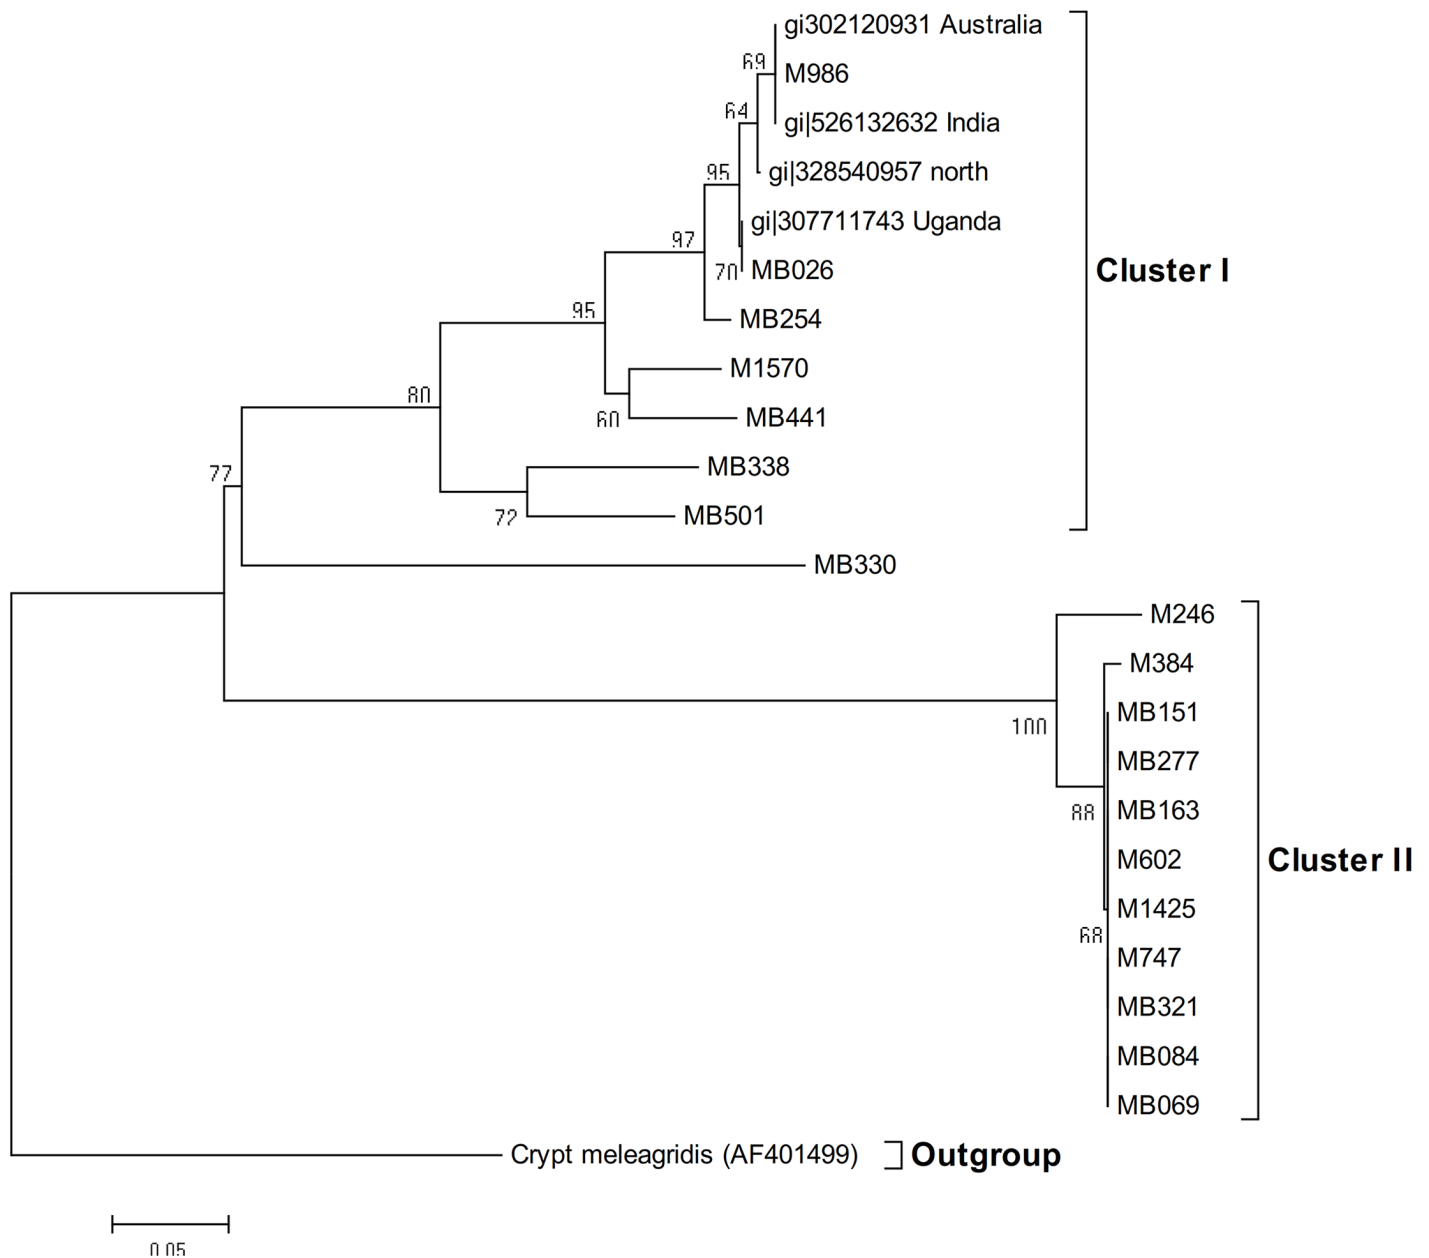 gi302120931 Australia
69
M986
64
gi|526132632 India
95
gi|328540957 north
gi|307711743 Uganda
97
70
MB026
Cluster I
95
MB254
M1570
80
60
MB441
77
MB338
72
MB501
MB330
M246
M384
100
MB151
MB277
88
MB163
M602
Cluster II
M1425
68
M747
MB321
MB084
MB069
Crypt meleagridis (AF401499)
Outgroup
0.05